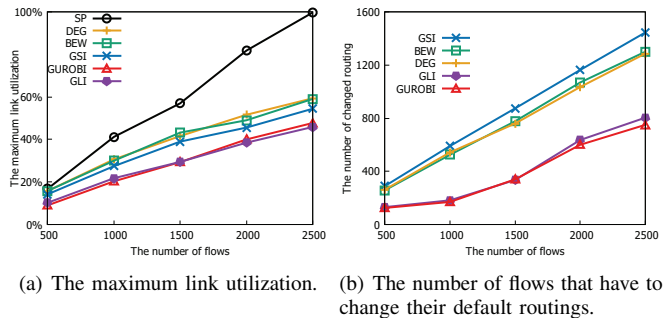 100%
80%
60%
40%
20%
0%
The maximum link utilization
SP
DEG
BEW
GSI
GUROBI
GLI
500 1000 1500 2000 2500
The number of flows
1600
1200
800
400
0
The number of changed routing
GSI
BEW
DEG
GLI
GUROBI
500 1000 1500 2000 2500
The number of flows
(a) The maximum link utilization.
(b) The number of flows that have to
change their default routings.